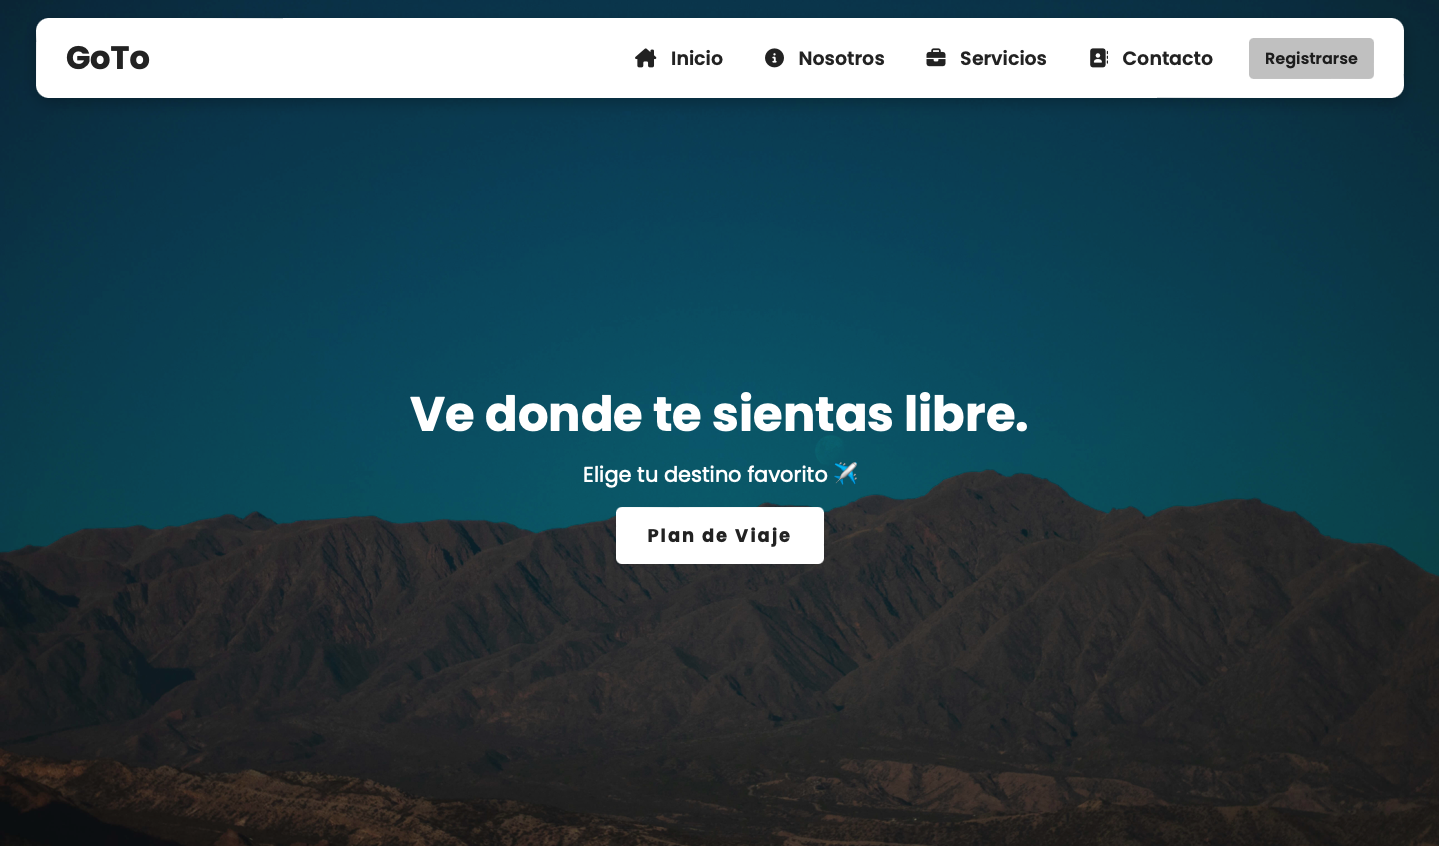 GoTo
Inicio
Nosotros
Servicios
Contacto
Registrarse
Ve donde te sientas libre.
Elige tu destino favorito ✈️
Plan de Viaje